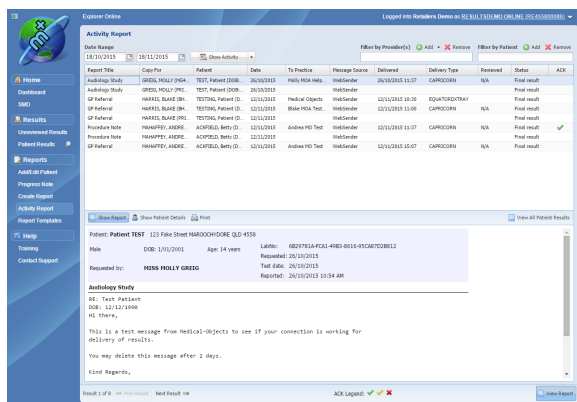 Explorer Online
Logged into Retailers Demo as RESULTSDEMO ONLINE (RE4558000B5)
Activity Report
Date Range
Filter by Provider(s) Add Remove Filter by Patient Add Remove
18/10/2015 18/11/2015 Show Activity
Report Title Copy For Patient Date To Practice Message Source Delivered Delivery Type Reviewed Status ACK
Audiology Study GREIG, MOLLY (MG4... TEST, Patient (DOB:... 26/10/2015 Molly MOA Help... WebSender 26/10/2015 11:37 CAPRICORN N/A Final result
Audiology Study GREIG, MOLLY (PRI... TEST, Patient (DOB:... 26/10/2015 WebSender Final result
GP Referral HARRIS, BLAKE (BH... TESTING, Patient (D... 12/11/2015 Medical Objects WebSender 12/11/2015 10:30 EQUATORDXTRAY Final result
GP Referral HARRIS, BLAKE (BH... TESTING, Patient (D... 12/11/2015 Blake MOA Test... WebSender 12/11/2015 11:00 CAPRICORN N/A Final result
GP Referral HARRIS, BLAKE (PRI... TESTING, Patient (D... 12/11/2015 WebSender Final result
Procedure Note MAHAFFEY, ANDRE... ACKFIELD, Betty (D... 12/11/2015 Andrea MO Test WebSender 12/11/2015 11:37 CAPRICORN N/A Final result
Procedure Note MAHAFFEY, ANDRE... ACKFIELD, Betty (D... 12/11/2015 WebSender Final result
GP Referral MAHAFFEY, ANDRE... ACKFIELD, Betty (D... 12/11/2015 Andrea MO Test WebSender 12/11/2015 15:07 CAPRICORN N/A Final result
Home
Dashboard
SMD
Results
Unreviewed Results
Patient Results
Reports
Add/Edit Patient
Progress Note
Create Report
Activity Report
Report Templates
Help
Training
Contact Support
Show Report Show Patient Details Print View All Patient Results
Patient: Patient TEST 123 Fake Street MAROOCHYDORE QLD 4558
Male DOB: 1/01/2001 Age: 14 years LabNo: 6B29781A-FCA1-49B3-8616-95CA87D2BB12
Requested: 26/10/2015
Requested by: MISS MOLLY GREIG Test date: 26/10/2015
Reported: 26/10/2015 10:54 AM
Audiology Study
RE: Test Patient
DOB: 12/12/1990
Hi there,
This is a test message from Medical-Objects to see if your connection is working for
delivery of results.
You may delete this message after 2 days.
Kind Regards,
Result 1 of 8 Prev Result Next Result ACK Legend: View Report